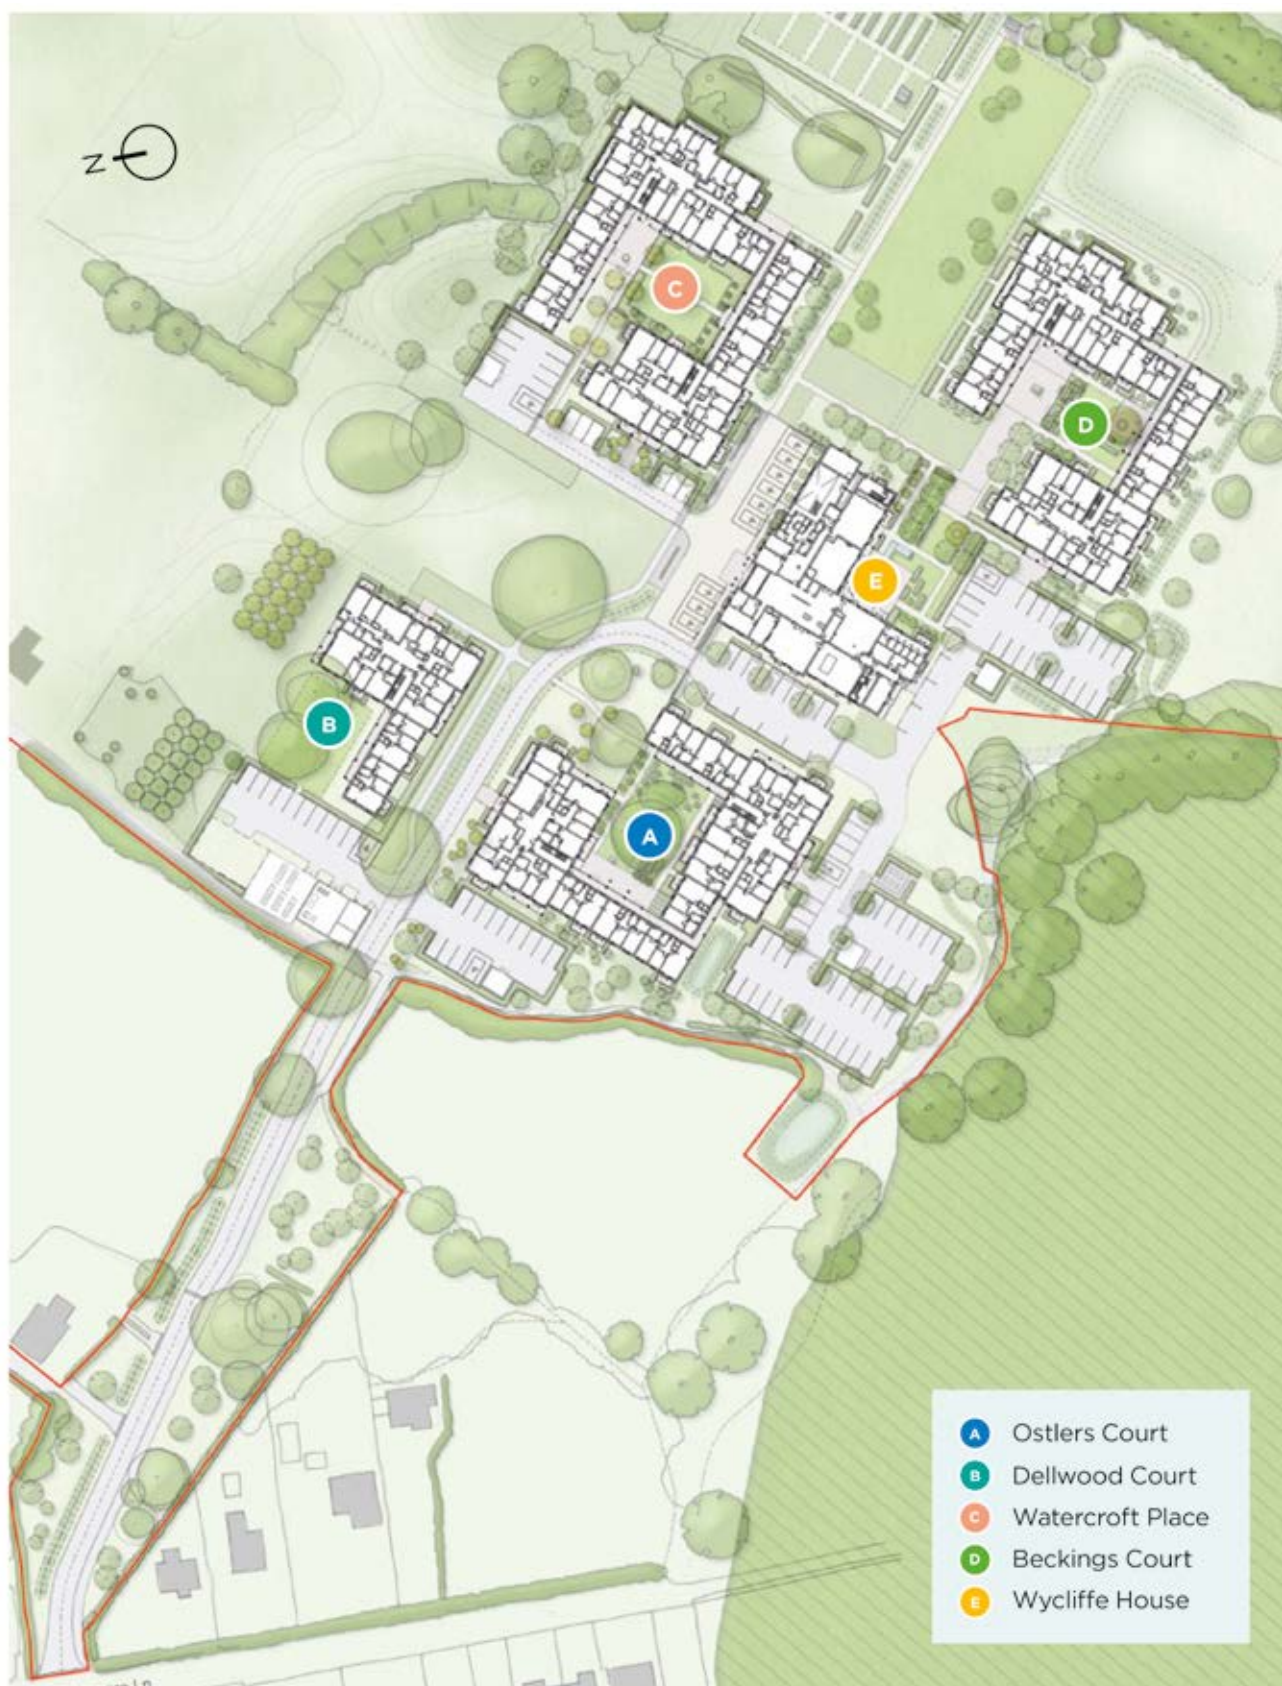 N
C
D
E
B
A
A Ostlers Court
B Dellwood Court
C Watercroft Place
D Beckings Court
E Wycliffe House